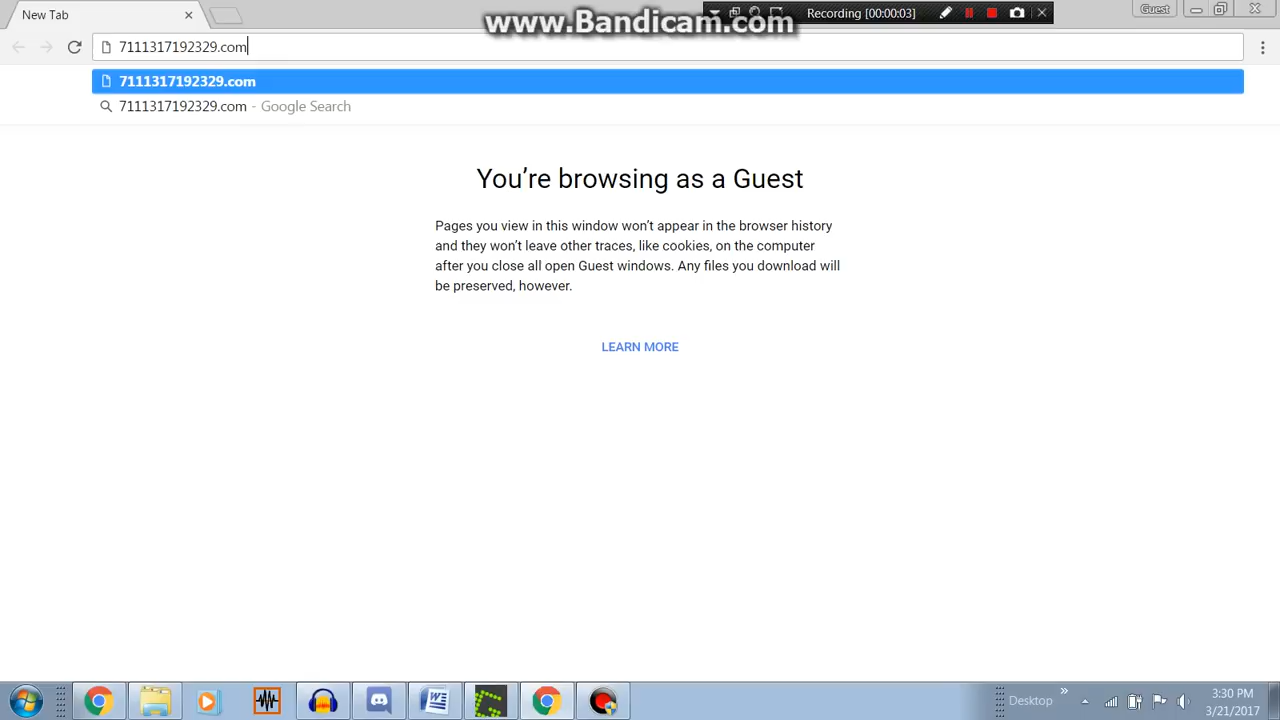 New Tab
www.Bandicam.com
Recording [00:00:03]
Guest
7111317192329.com
7111317192329.com
7111317192329.com - Google Search
You’re browsing as a Guest
Pages you view in this window won’t appear in the browser history
and they won’t leave other traces, like cookies, on the computer
after you close all open Guest windows. Any files you download will
be preserved, however.
LEARN MORE
Desktop
3:30 PM
3/21/2017